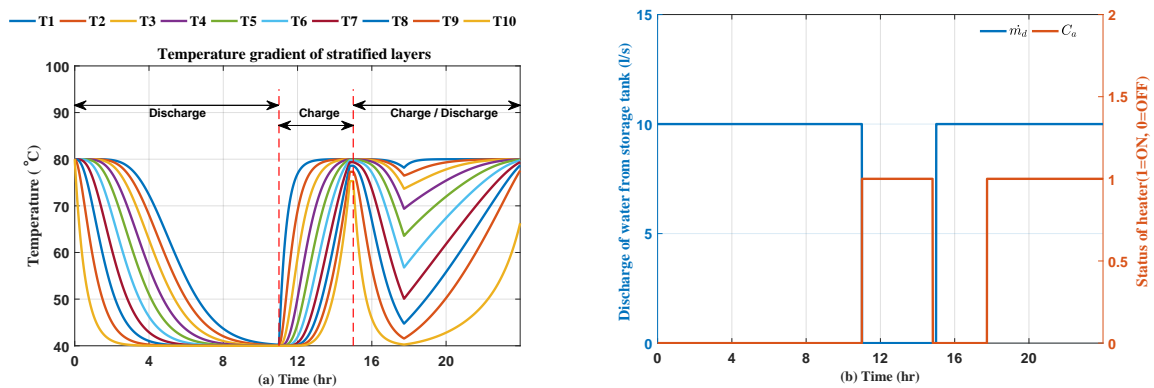 T1 T2 T3 T4 T5 T6 T7 T8 T9 T10
Temperature gradient of stratified layers
Temperature ( °C)
100
90
80
70
60
50
40
Discharge
Charge
Charge / Discharge
0 4 8 12 16 20
(a) Time (hr)
ṁ_d C_a
Discharge of water from storage tank (l/s)
15
10
5
0
2
1.5
1
0.5
0
Status of heater(1=ON, 0=OFF)
0 4 8 12 16 20
(b) Time (hr)